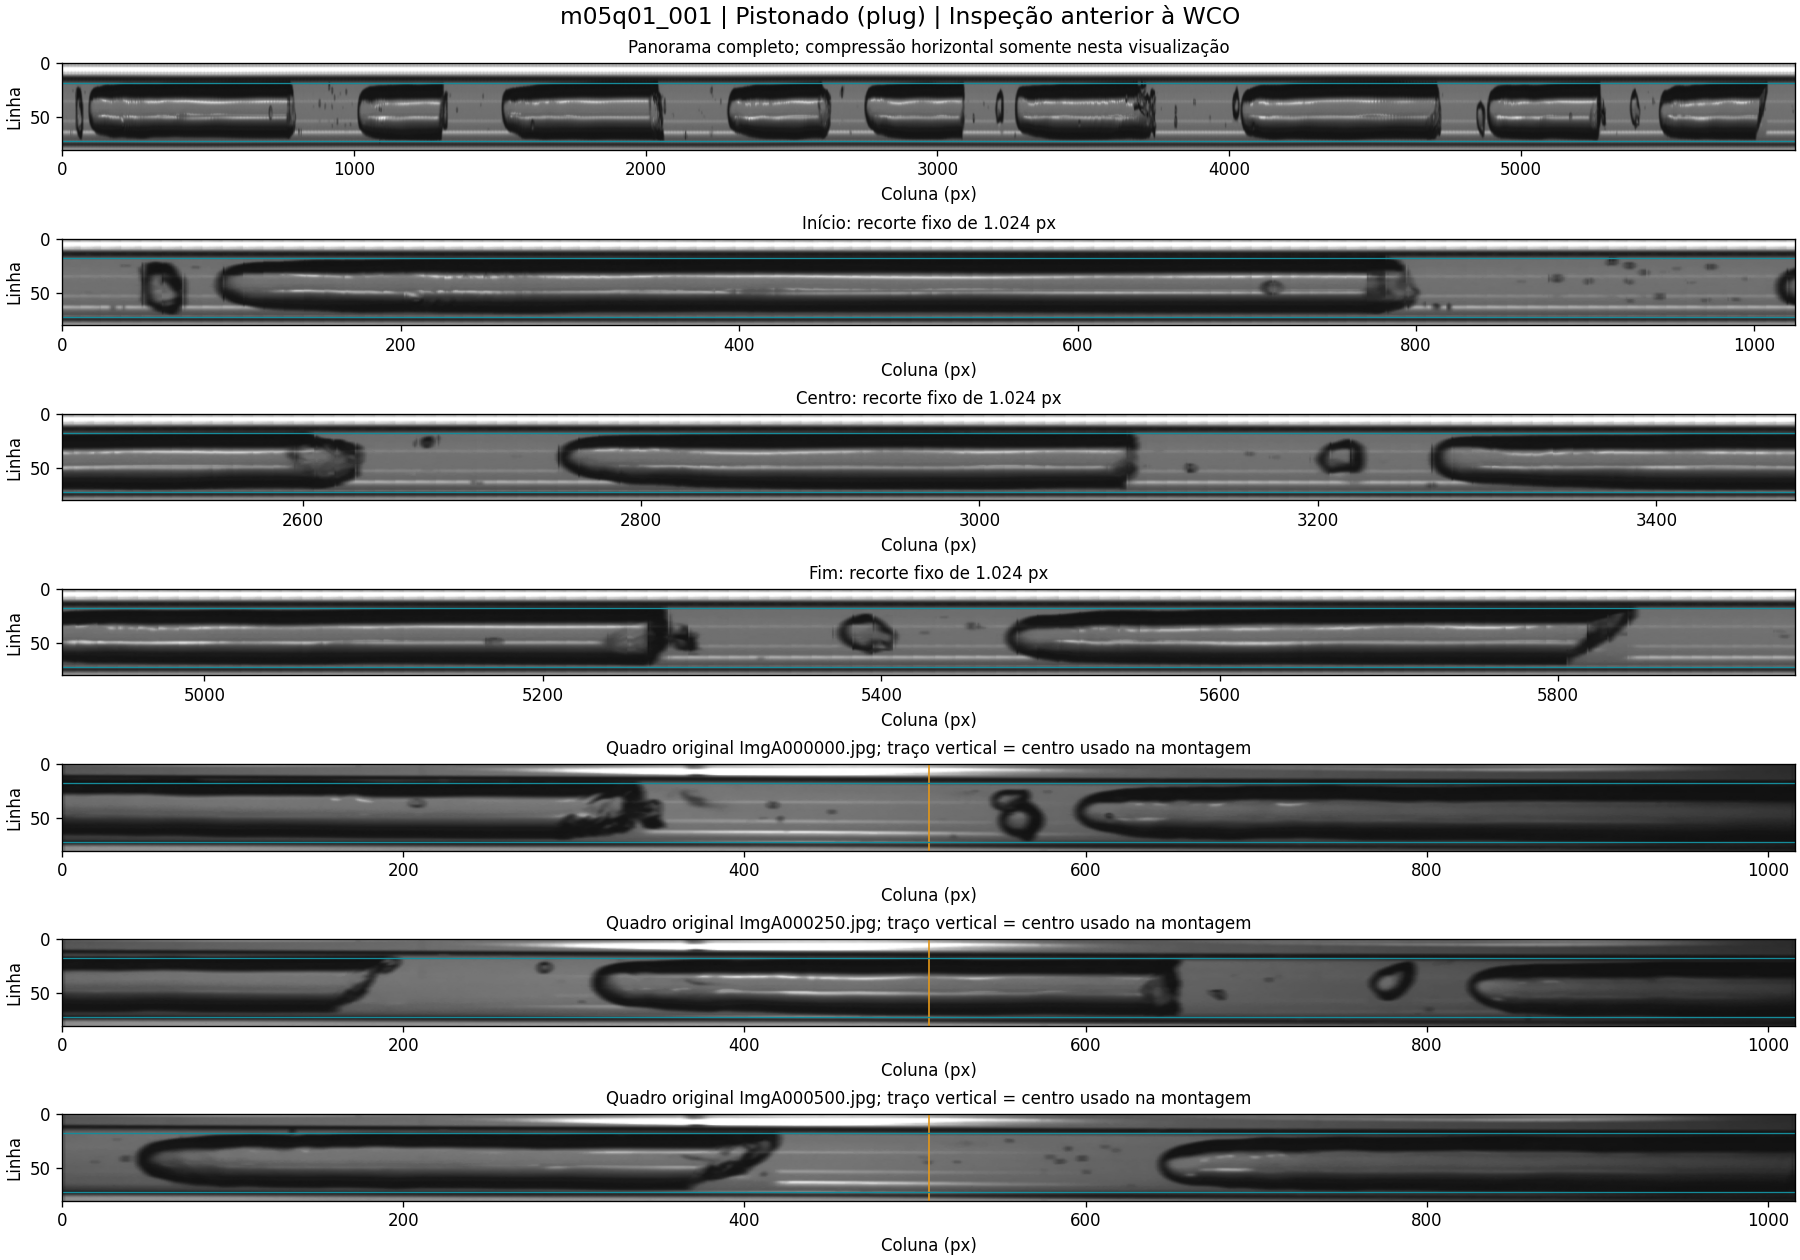 m05q01_001 | Pistonado (plug) | Inspeção anterior à WCO
Panorama completo; compressão horizontal somente nesta visualização
0
50
Linha
0 1000 2000 3000 4000 5000
Coluna (px)
Início: recorte fixo de 1.024 px
0
50
Linha
0 200 400 600 800 1000
Coluna (px)
Centro: recorte fixo de 1.024 px
0
50
Linha
2600 2800 3000 3200 3400
Coluna (px)
Fim: recorte fixo de 1.024 px
0
50
Linha
5000 5200 5400 5600 5800
Coluna (px)
Quadro original ImgA000000.jpg; traço vertical = centro usado na montagem
0
50
Linha
0 200 400 600 800 1000
Coluna (px)
Quadro original ImgA000250.jpg; traço vertical = centro usado na montagem
0
50
Linha
0 200 400 600 800 1000
Coluna (px)
Quadro original ImgA000500.jpg; traço vertical = centro usado na montagem
0
50
Linha
0 200 400 600 800 1000
Coluna (px)